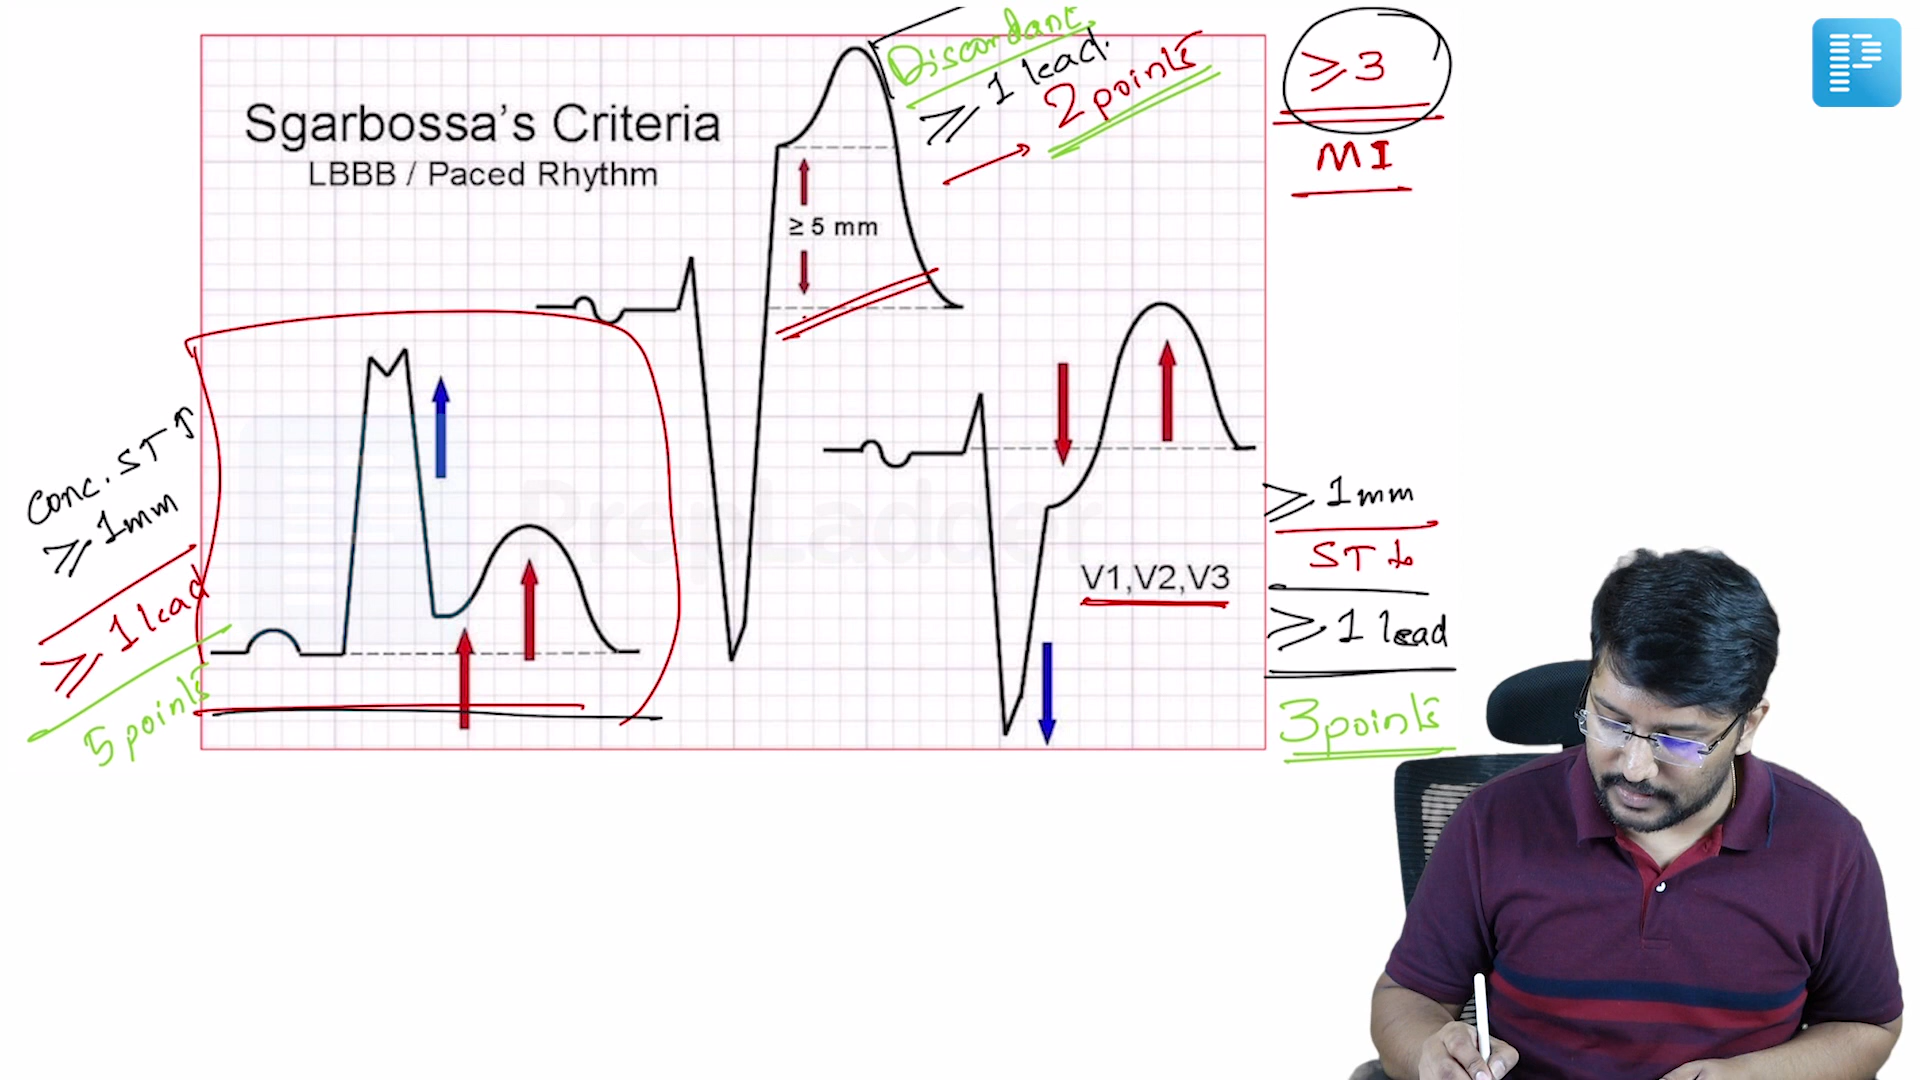 Sgarbossa's Criteria
LBBB / Paced Rhythm
Discordant
≥ 1 lead.
→ 2 points
≥ 5 mm
≥ 3
MI
Conc. ST ↑
≥ 1mm
≥ 1 lead
5 points
PrepLadder
V1,V2,V3
≥ 1mm
ST ↓
≥ 1 lead
3 points